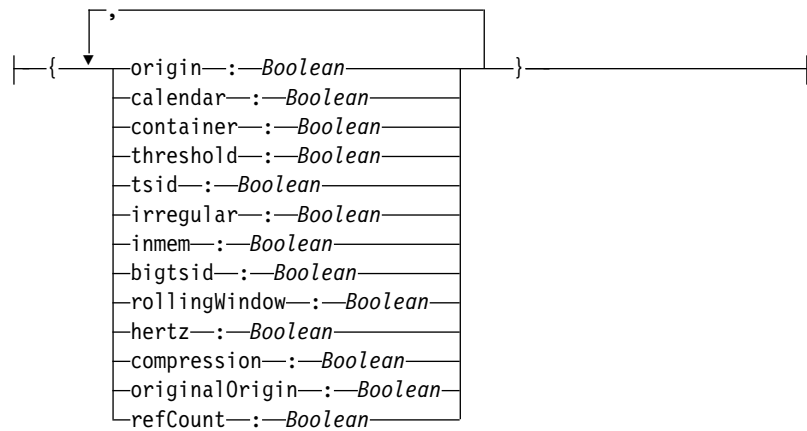 ,
{ origin : Boolean }
calendar : Boolean
container : Boolean
threshold : Boolean
tsid : Boolean
irregular : Boolean
inmem : Boolean
bigtsid : Boolean
rollingWindow : Boolean
hertz : Boolean
compression : Boolean
originalOrigin : Boolean
refCount : Boolean